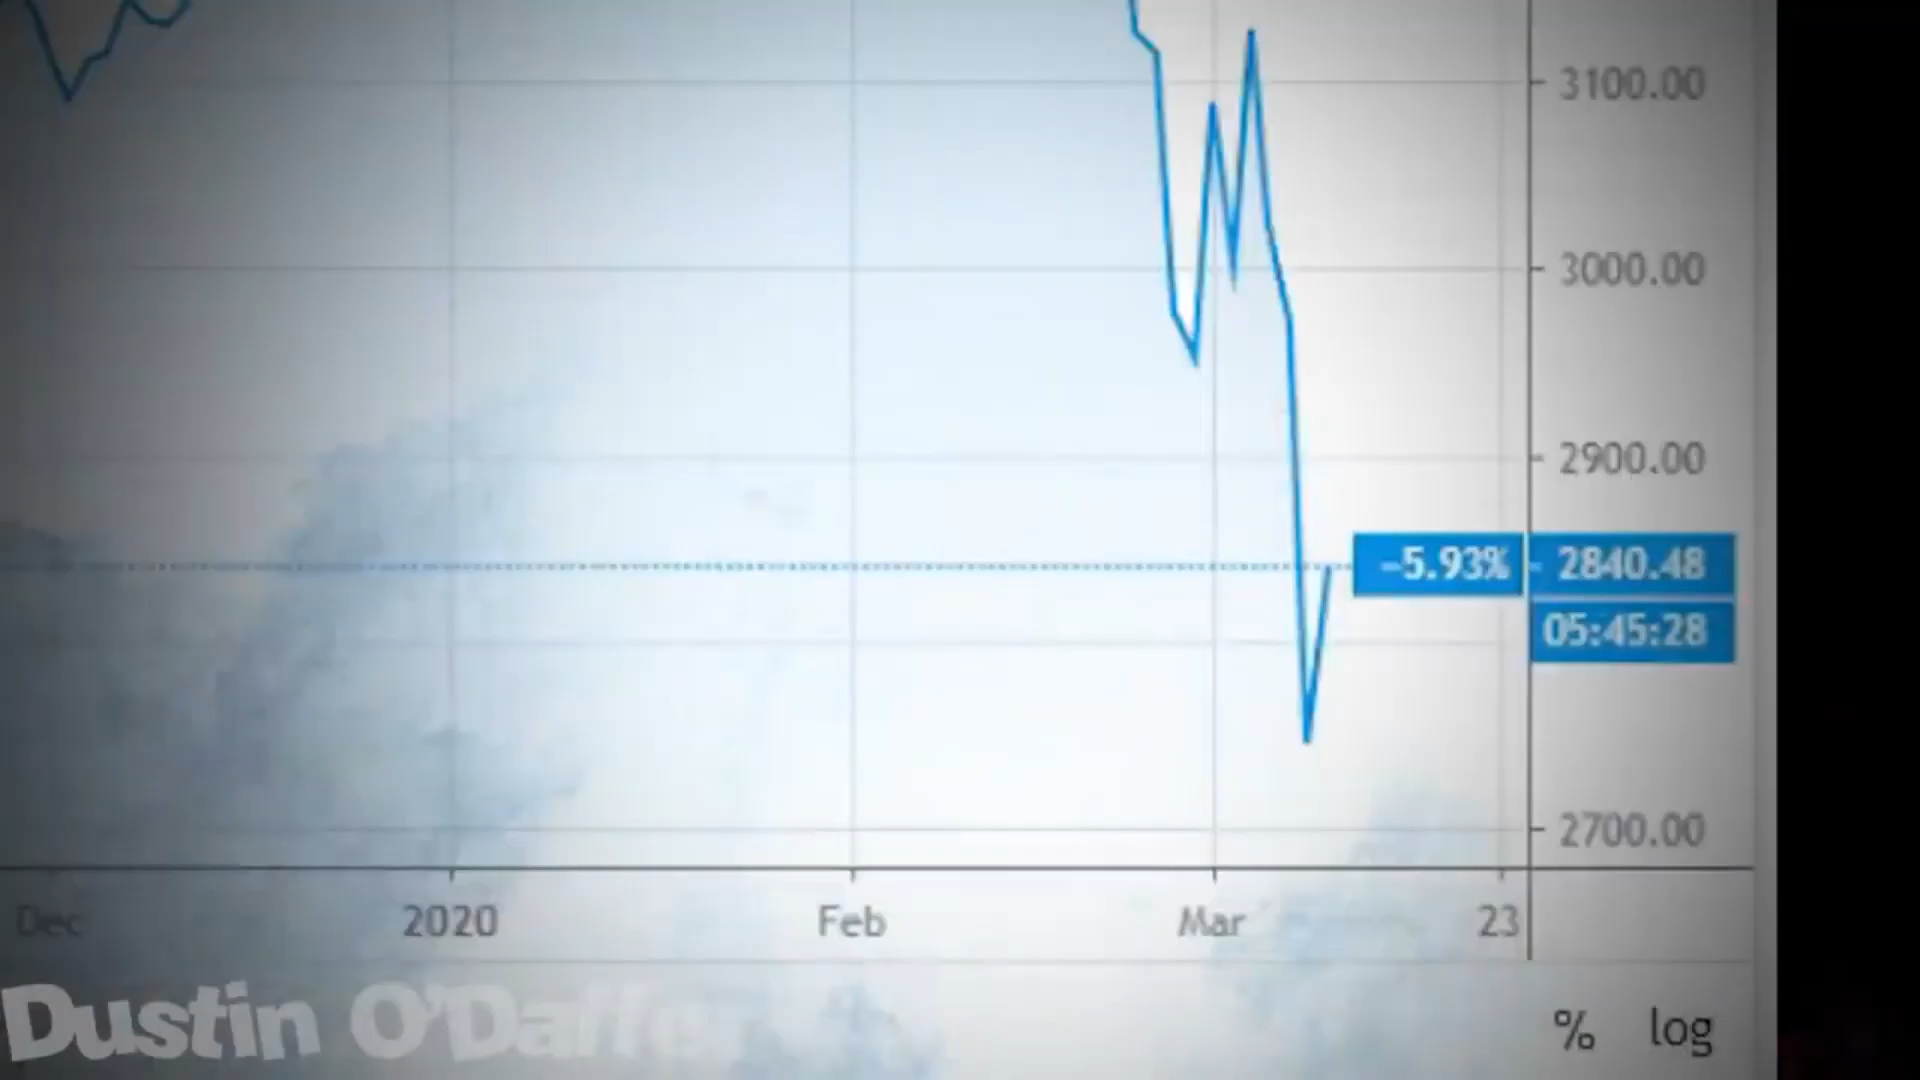 3100.00
3000.00
2900.00
−5.93% 2840.48
05:45:28
2700.00
Dec 2020 Feb Mar 23
Dustin O'Daffer
% log